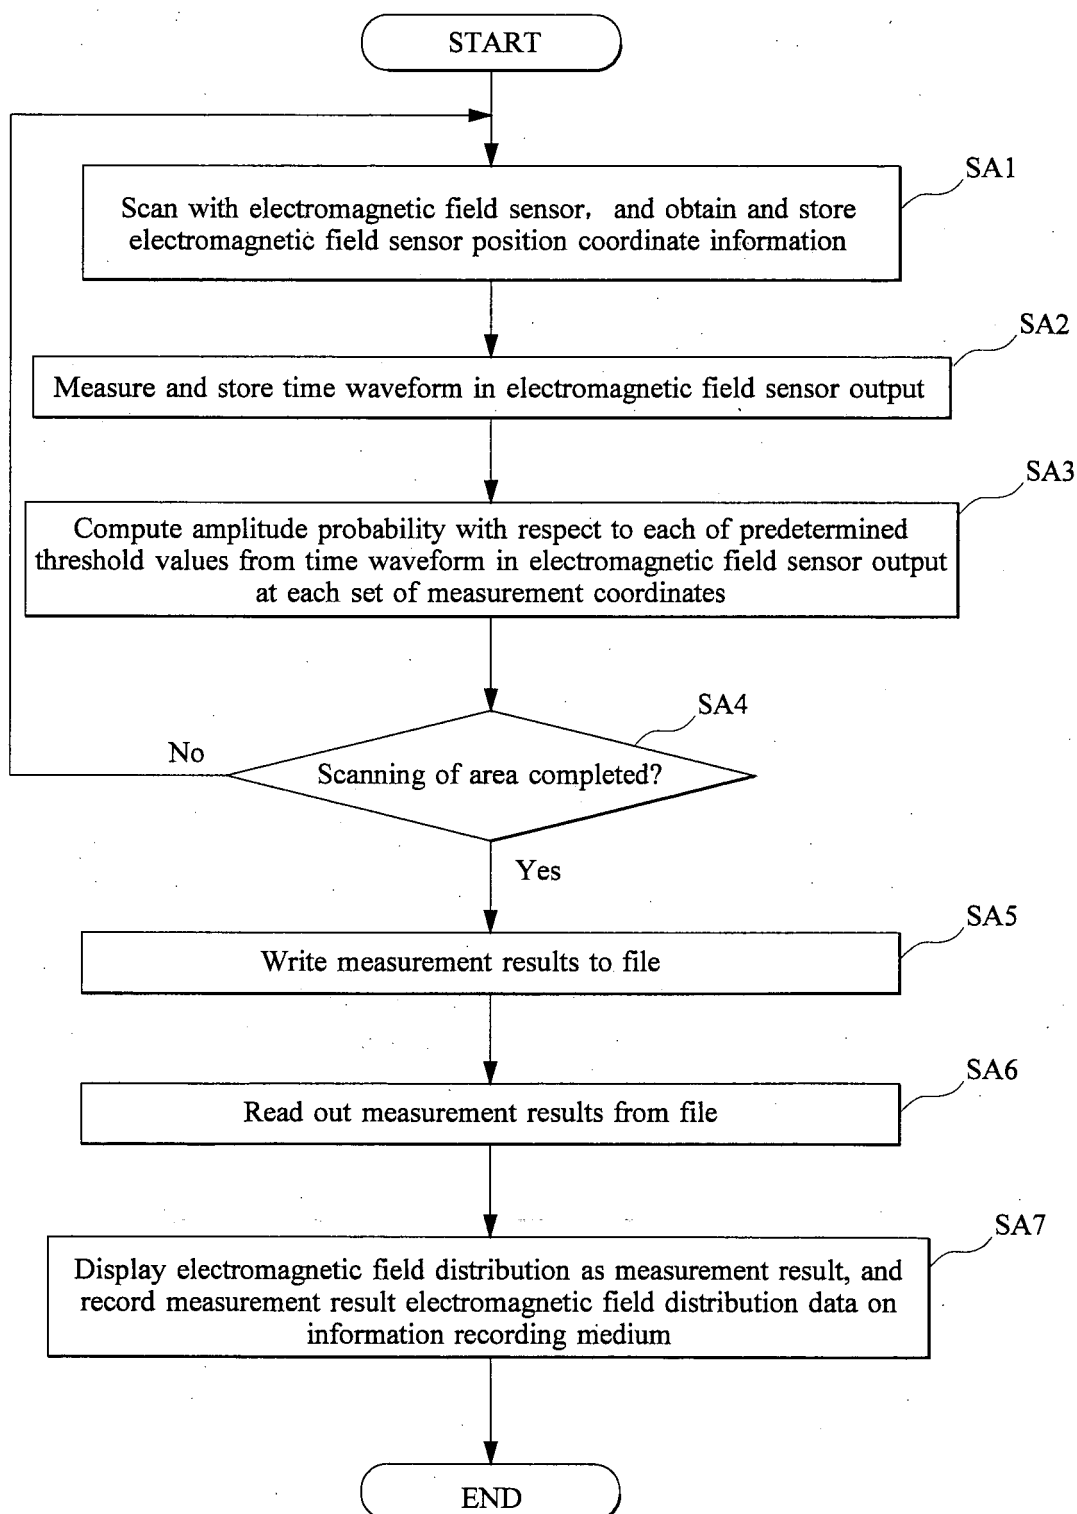 START
SA1
Scan with electromagnetic field sensor, and obtain and store
electromagnetic field sensor position coordinate information
SA2
Measure and store time waveform in electromagnetic field sensor output
SA3
Compute amplitude probability with respect to each of predetermined
threshold values from time waveform in electromagnetic field sensor output
at each set of measurement coordinates
SA4
No
Scanning of area completed?
Yes
SA5
Write measurement results to file
SA6
Read out measurement results from file
SA7
Display electromagnetic field distribution as measurement result, and
record measurement result electromagnetic field distribution data on
information recording medium
END